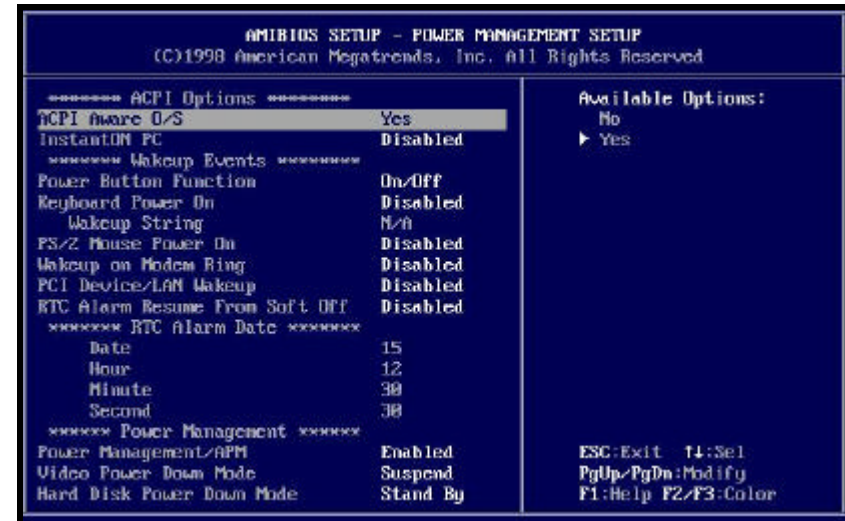 AMIBIOS SETUP - POWER MANAGEMENT SETUP
(C)1998 American Megatrends, Inc. All Rights Reserved
******* ACPI Options ********
ACPI Aware O/S Yes
InstantON PC Disabled
******* Wakeup Events ********
Power Button Function On/Off
Keyboard Power On Disabled
Wakeup String N/A
PS/2 Mouse Power On Disabled
Wakeup on Modem Ring Disabled
PCI Device/LAN Wakeup Disabled
RTC Alarm Resume From Soft Off Disabled
******* RTC Alarm Date *******
Date 15
Hour 12
Minute 30
Second 30
****** Power Management ******
Power Management/APM Enabled
Video Power Down Mode Suspend
Hard Disk Power Down Mode Stand By
Available Options:
No
► Yes
ESC:Exit ↑↓:Sel
PgUp/PgDn:Modify
F1:Help F2/F3:Color